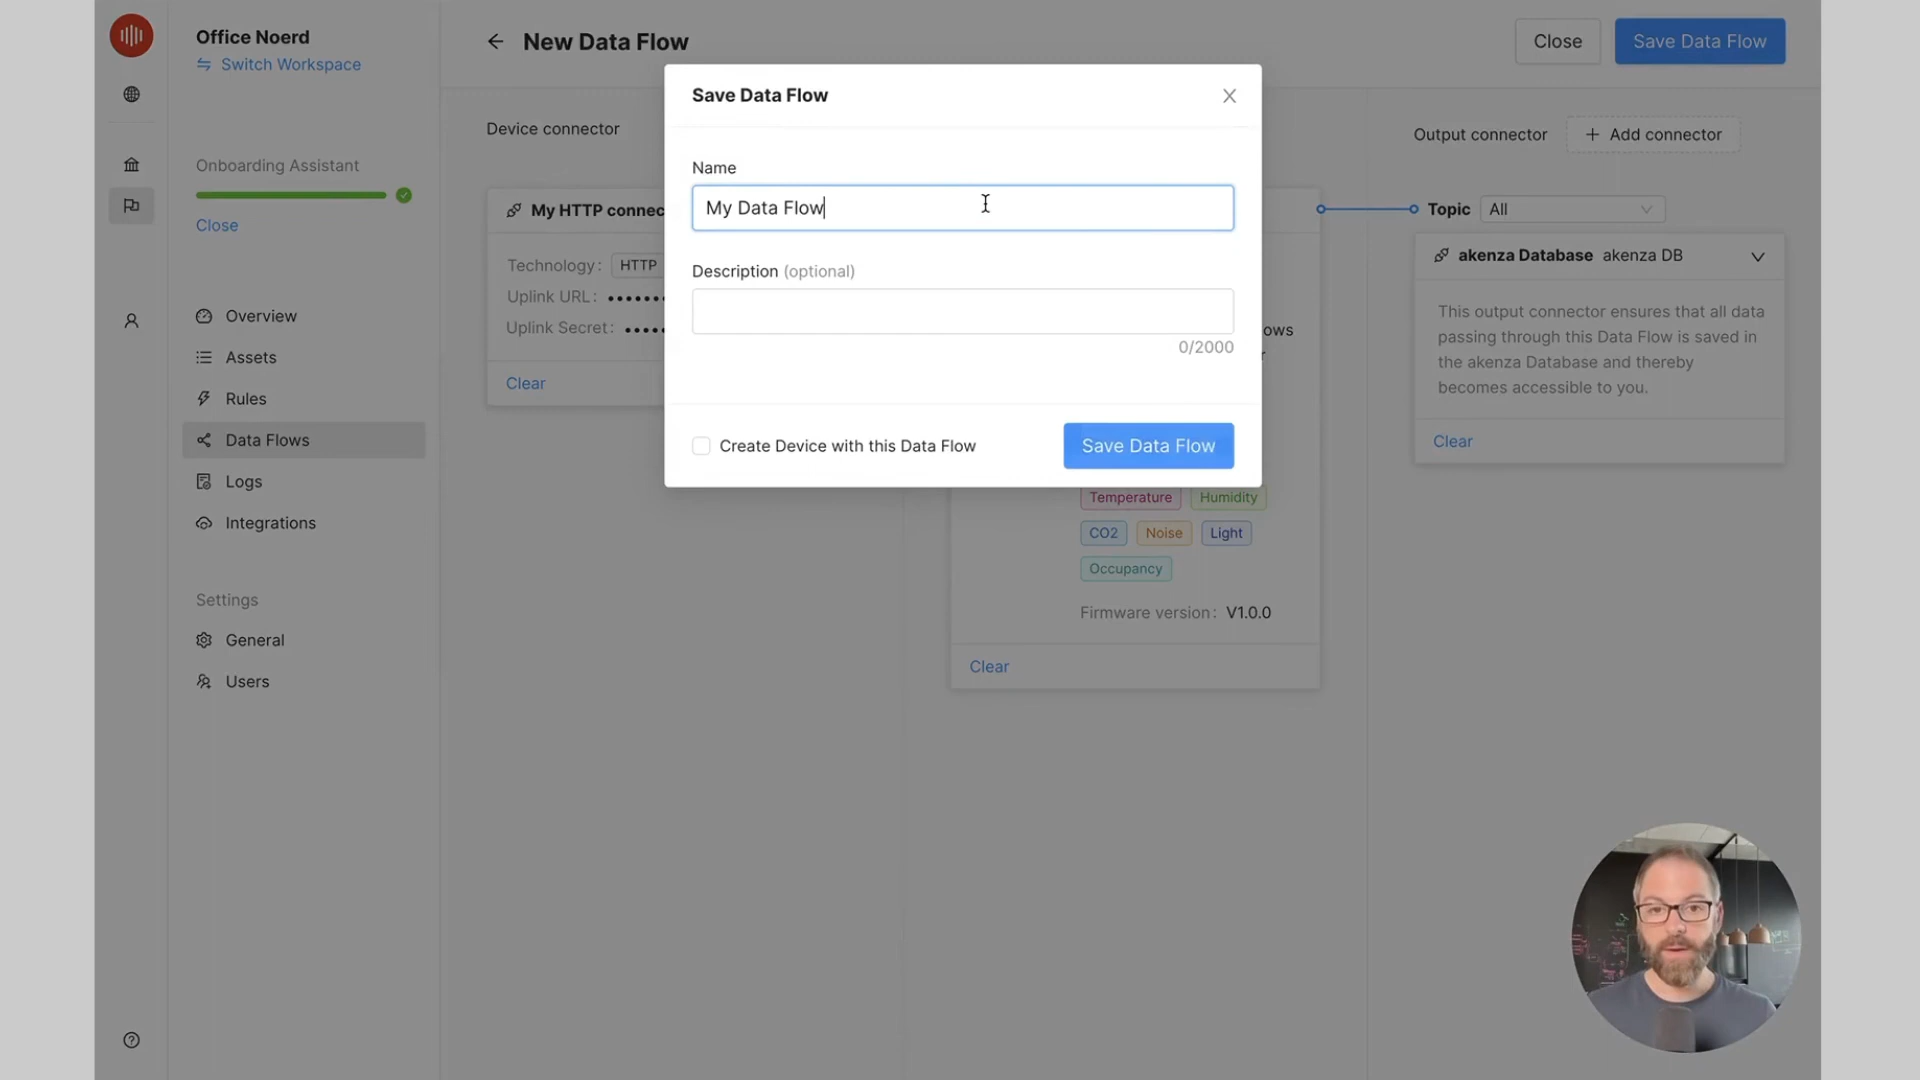 Office Noerd
Switch Workspace
Onboarding Assistant
Close
Overview
Assets
Rules
Data Flows
Logs
Integrations
Settings
General
Users
New Data Flow
Close
Save Data Flow
Device connector
My HTTP connec
Technology: HTTP
Uplink URL: •••••••
Uplink Secret: •••••
Clear
Save Data Flow
Name
My Data Flow
Description (optional)
0/2000
Create Device with this Data Flow
Save Data Flow
ows
r
Temperature Humidity
CO2 Noise Light
Occupancy
Firmware version: V1.0.0
Clear
Output connector
+ Add connector
Topic All
akenza Database akenza DB
This output connector ensures that all data
passing through this Data Flow is saved in
the akenza Database and thereby
becomes accessible to you.
Clear